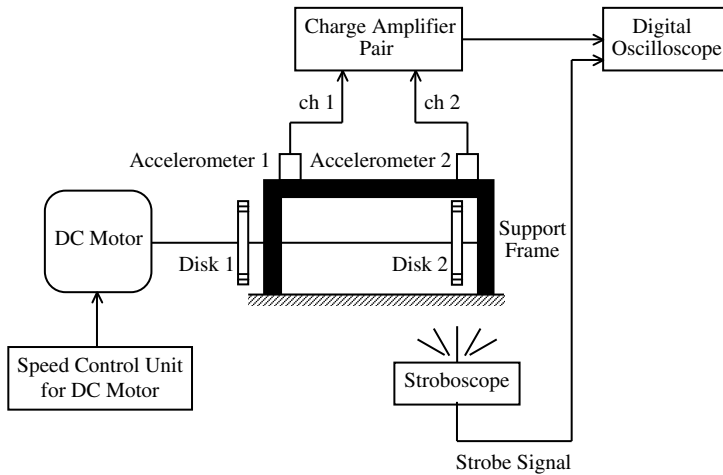 Charge Amplifier
Pair
Digital
Oscilloscope
ch 1
ch 2
Accelerometer 1
Accelerometer 2
DC Motor
Disk 1
Disk 2
Support
Frame
Speed Control Unit
for DC Motor
Stroboscope
Strobe Signal